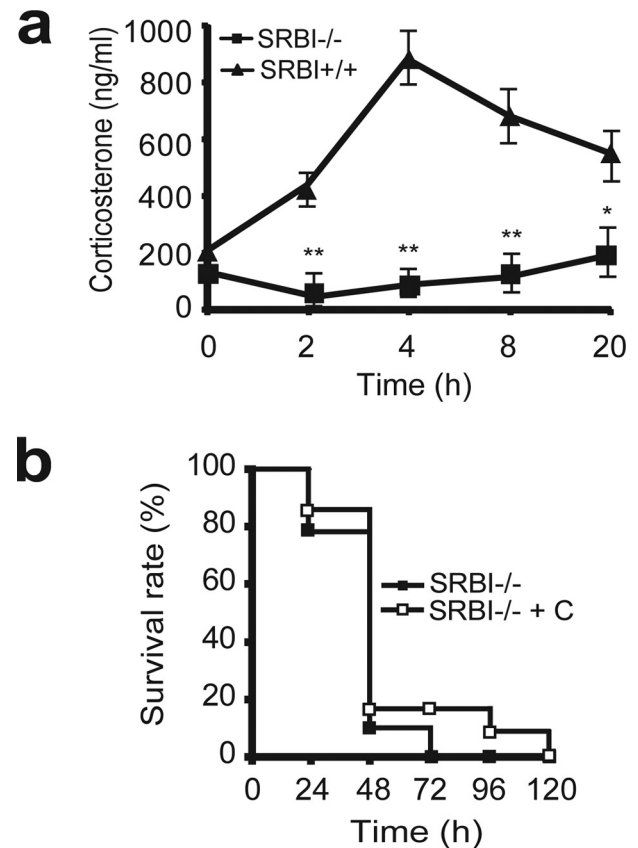 a
Corticosterone (ng/ml)
1000
800
600
400
200
0
SRBI-/-
SRBI+/+
**
**
**
*
0 2 4 8 20
Time (h)
b
Survival rate (%)
100
80
60
40
20
0
SRBI-/-
SRBI-/- + C
0 24 48 72 96 120
Time (h)